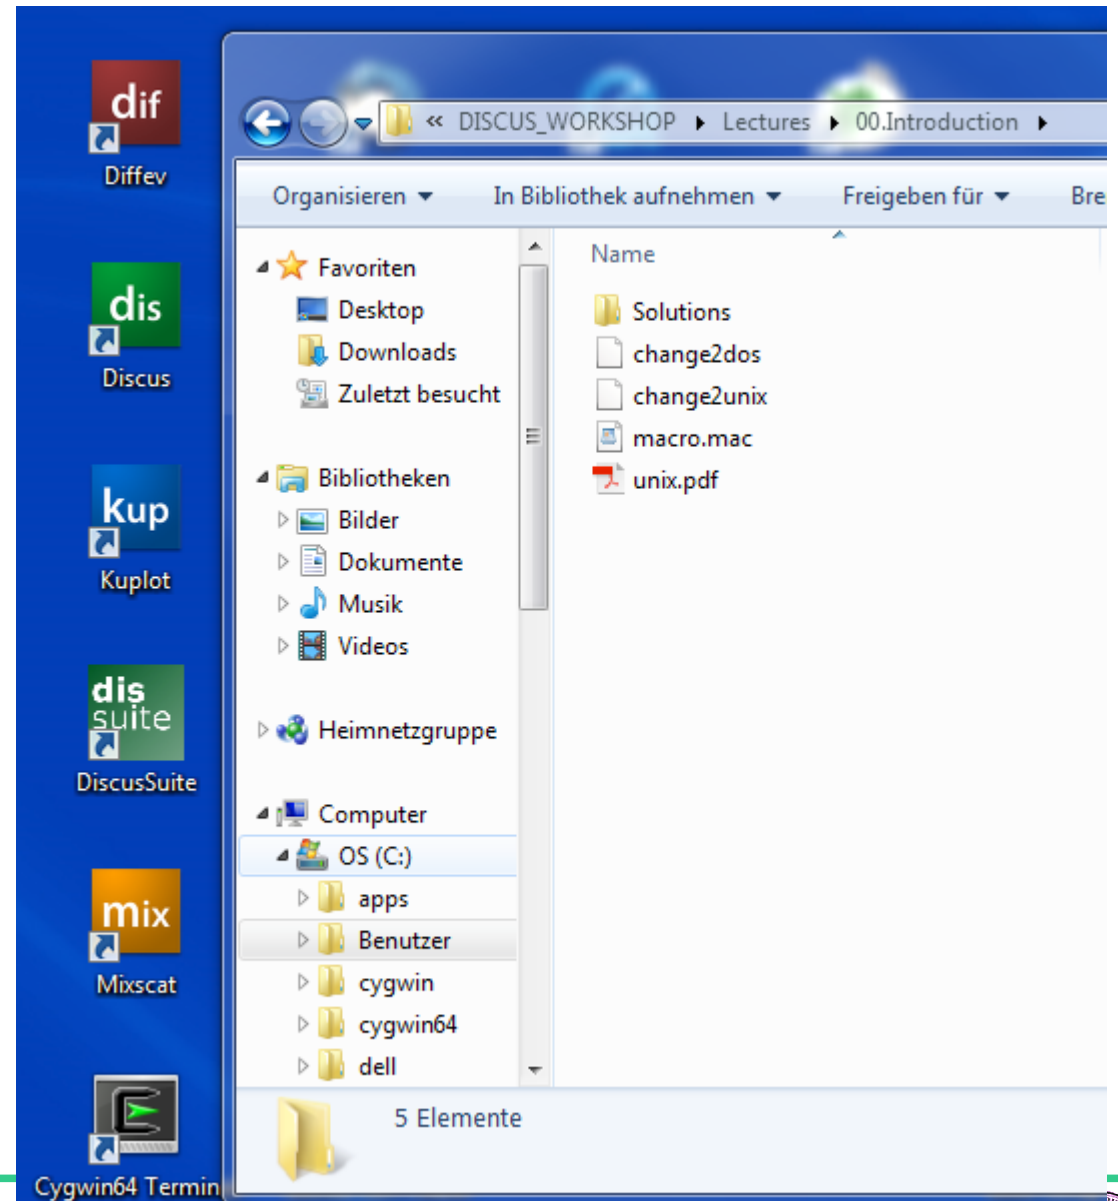 dif
Diffev
dis
Discus
kup
Kuplot
dis
suite
DiscusSuite
mix
Mixscat
Cygwin64 Termin
« DISCUS_WORKSHOP Lectures 00.Introduction
Organisieren In Bibliothek aufnehmen Freigeben für Bre
Favoriten
Desktop
Downloads
Zuletzt besucht
Bibliotheken
Bilder
Dokumente
Musik
Videos
Heimnetzgruppe
Computer
OS (C:)
apps
Benutzer
cygwin
cygwin64
dell
Name
Solutions
change2dos
change2unix
macro.mac
unix.pdf
5 Elemente